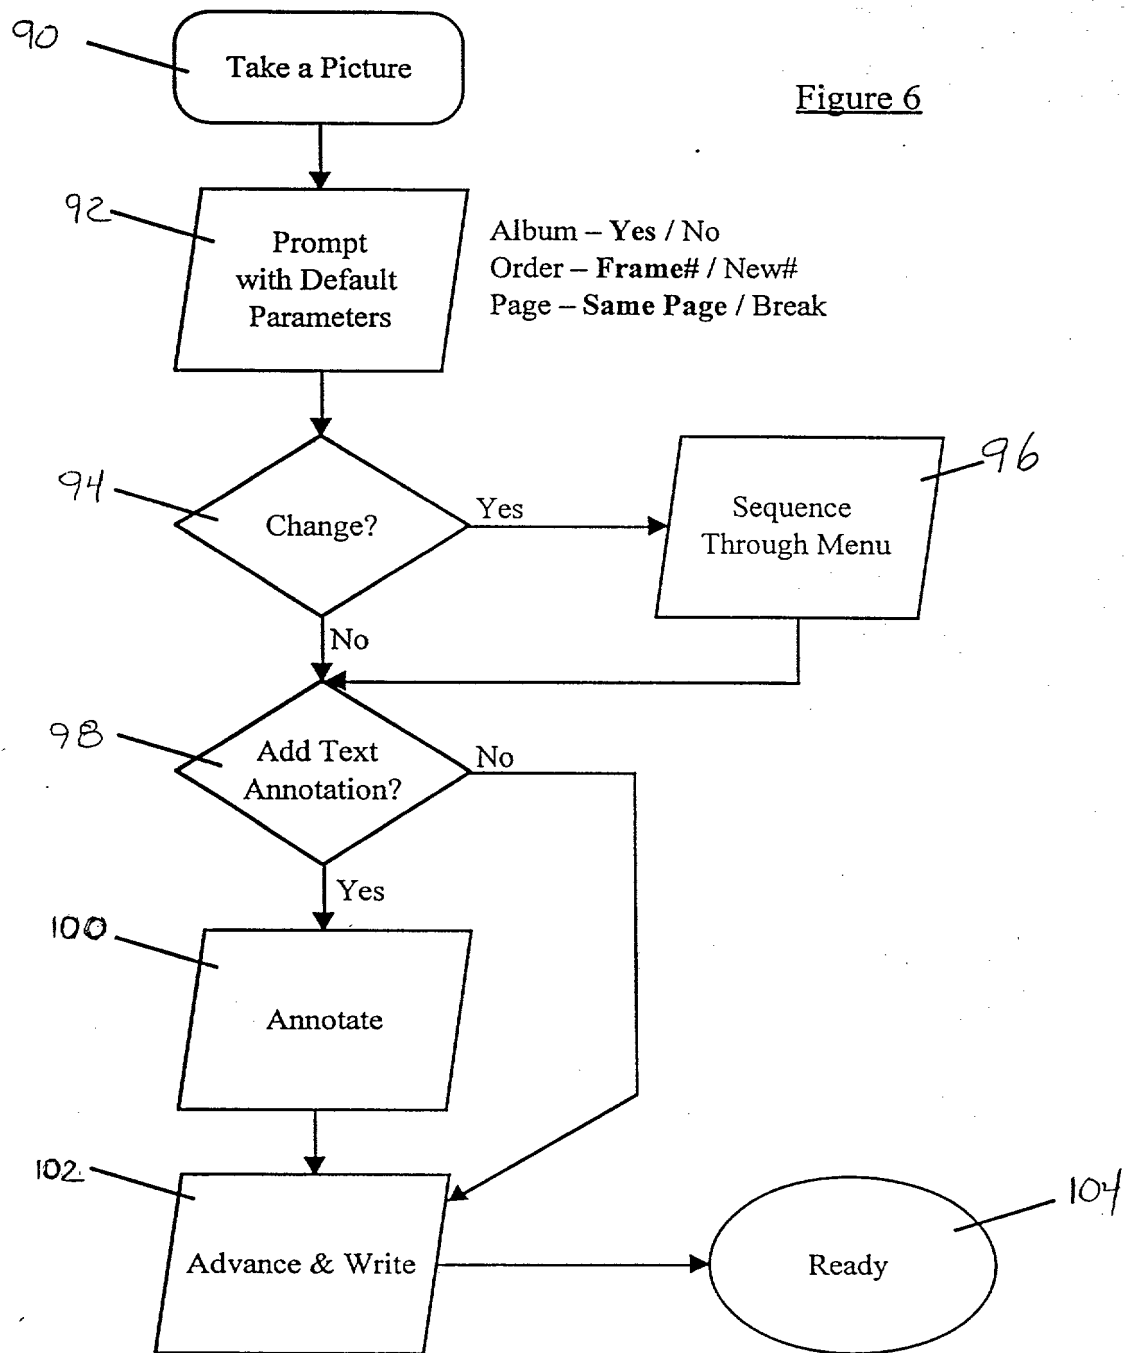 90
Take a Picture
Figure 6
92
Prompt
with Default
Parameters
Album – Yes / No
Order – Frame# / New#
Page – Same Page / Break
94
Change?
Yes
96
Sequence
Through Menu
No
98
Add Text
Annotation?
No
Yes
100
Annotate
102
Advance & Write
104
Ready